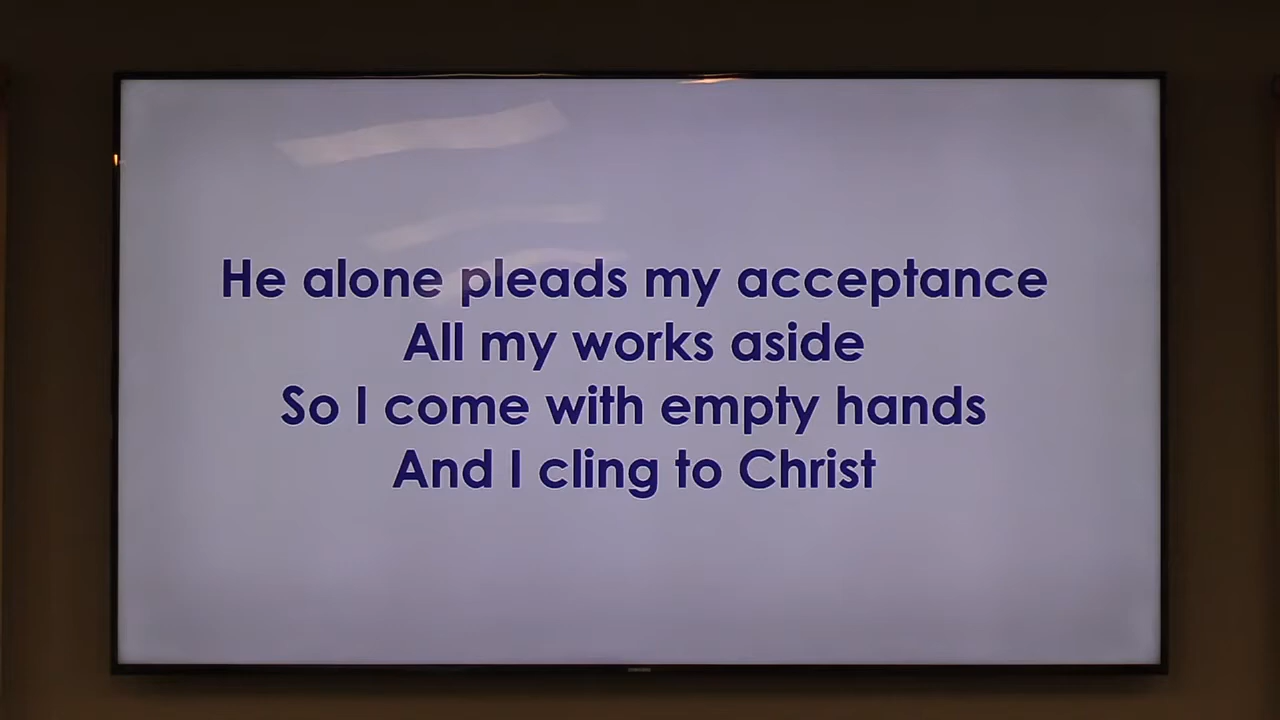 He alone pleads my acceptance
All my works aside
So I come with empty hands
And I cling to Christ